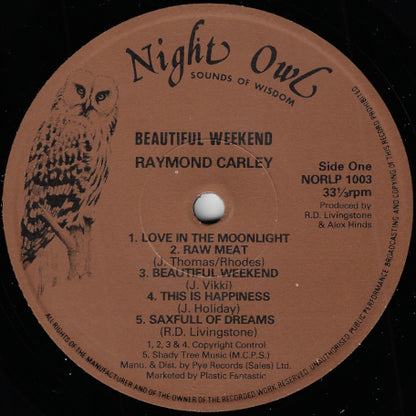 Night Owl
SOUNDS OF WISDOM
BEAUTIFUL WEEKEND
RAYMOND CARLEY
Side One
NORLP 1003
33⅓rpm
Produced by
R.D. Livingstone
& Alex Hinds
1. LOVE IN THE MOONLIGHT
2. RAW MEAT
(J. Thomas/Rhodes)
3. BEAUTIFUL WEEKEND
(J. Vikki)
4. THIS IS HAPPINESS
(J. Holiday)
5. SAXFULL OF DREAMS
(R.D. Livingstone)
1, 2, 3 & 4. Copyright Control
5. Shady Tree Music (M.C.P.S.)
Manu. & Dist. by Pye Records (Sales) Ltd.
Marketed by Plastic Fantastic
ALL RIGHTS OF THE MANUFACTURER AND OF THE OWNER OF THE RECORDED WORK RESERVED. UNAUTHORISED PUBLIC PERFORMANCE BROADCASTING AND COPYING OF THIS RECORD PROHIBITED